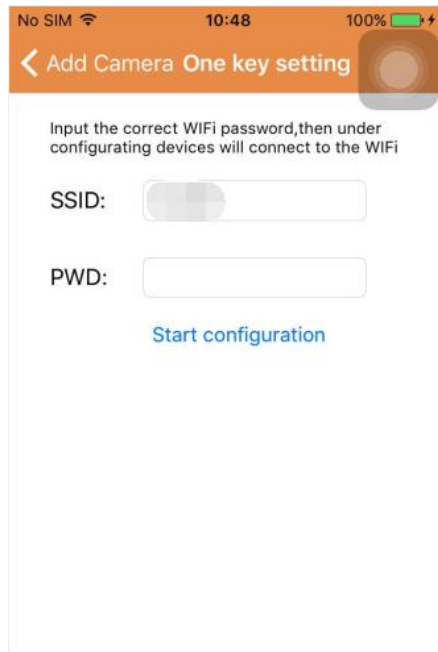 No SIM 10:48 100%
Add Camera One key setting
Input the correct WIFi password,then under
configurating devices will connect to the WIFi
SSID:
PWD:
Start configuration